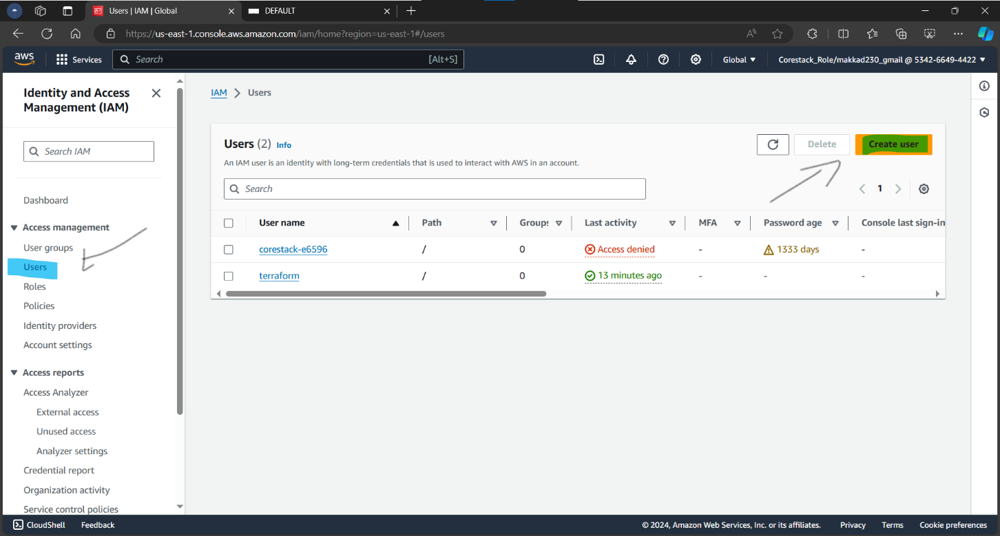 Users | IAM | Global
DEFAULT
https://us-east-1.console.aws.amazon.com/iam/home?region=us-east-1#/users
aws
Services
Search
[Alt+S]
Global
Corestack_Role/makkad230_gmail @ 5342-6649-4422
Identity and Access
Management (IAM)
Search IAM
Dashboard
Access management
User groups
Users
Roles
Policies
Identity providers
Account settings
Access reports
Access Analyzer
External access
Unused access
Analyzer settings
Credential report
Organization activity
Service control policies
IAM > Users
Users (2) Info
Delete
Create user
An IAM user is an identity with long-term credentials that is used to interact with AWS in an account.
Search
1
User name Path Groups Last activity MFA Password age Console last sign-in
corestack-e6596 / 0 Access denied - 1333 days -
terraform / 0 13 minutes ago - - -
CloudShell Feedback
© 2024, Amazon Web Services, Inc. or its affiliates. Privacy Terms Cookie preferences